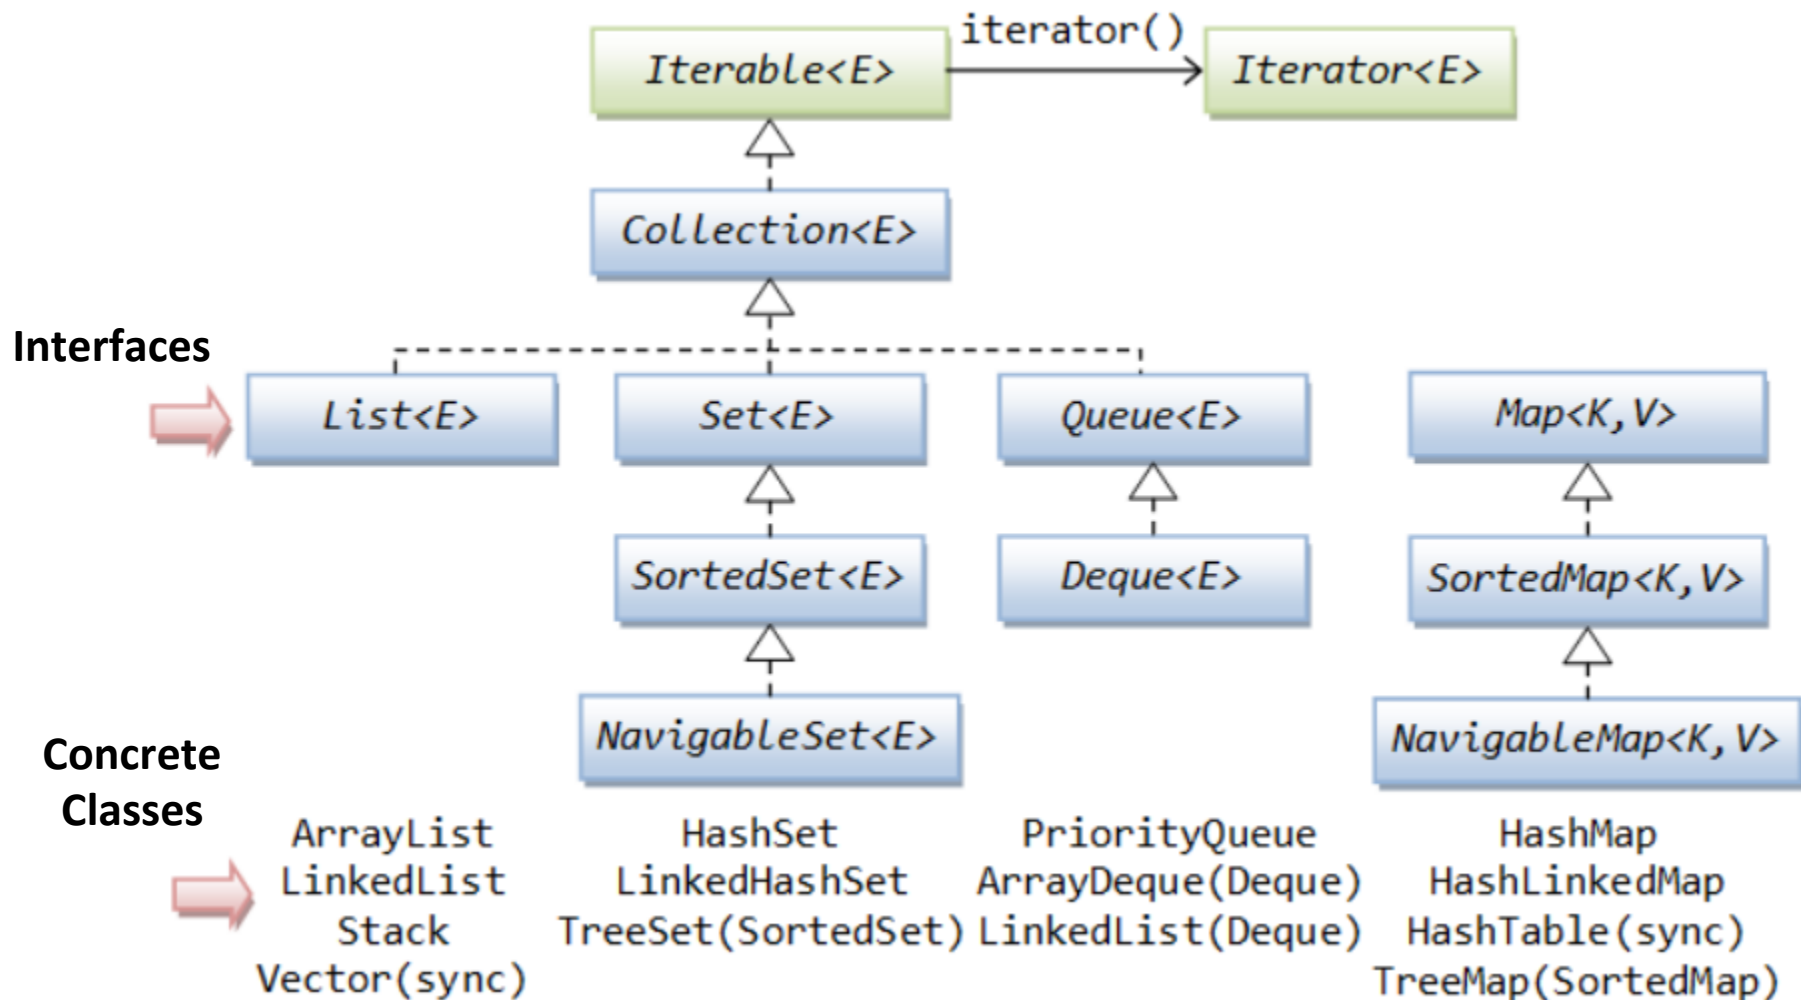 iterator()
Iterable<E>
Iterator<E>
Collection<E>
Interfaces
List<E>
Set<E>
Queue<E>
Map<K,V>
SortedSet<E>
Deque<E>
SortedMap<K,V>
NavigableSet<E>
NavigableMap<K,V>
Concrete
Classes
ArrayList
LinkedList
Stack
Vector(sync)
HashSet
LinkedHashSet
TreeSet(SortedSet)
PriorityQueue
ArrayDeque(Deque)
LinkedList(Deque)
HashMap
HashLinkedMap
HashTable(sync)
TreeMap(SortedMap)